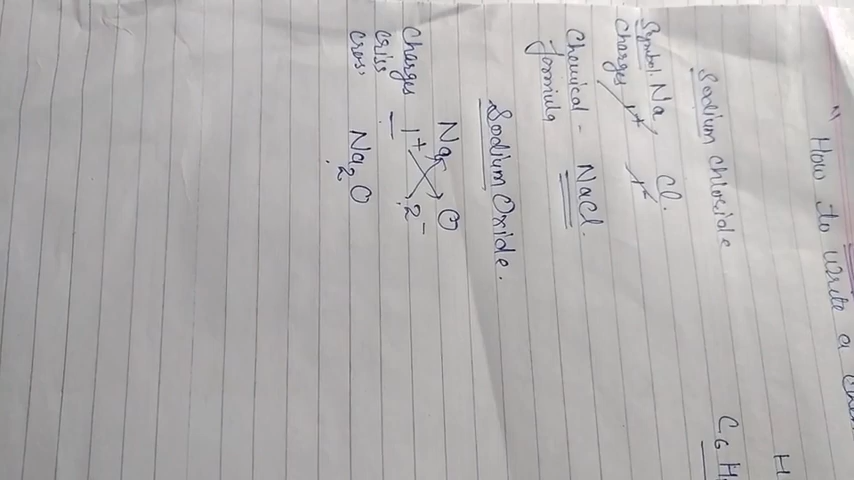 " How to write a
H
Sodium Chloride
C6 H
Symbol. Na Cl.
Charges 1+ 1-
Chemical - NaCl.
formula
Sodium Oxide.
Na O
Charges 1+ 2-
criss
cross Na2O